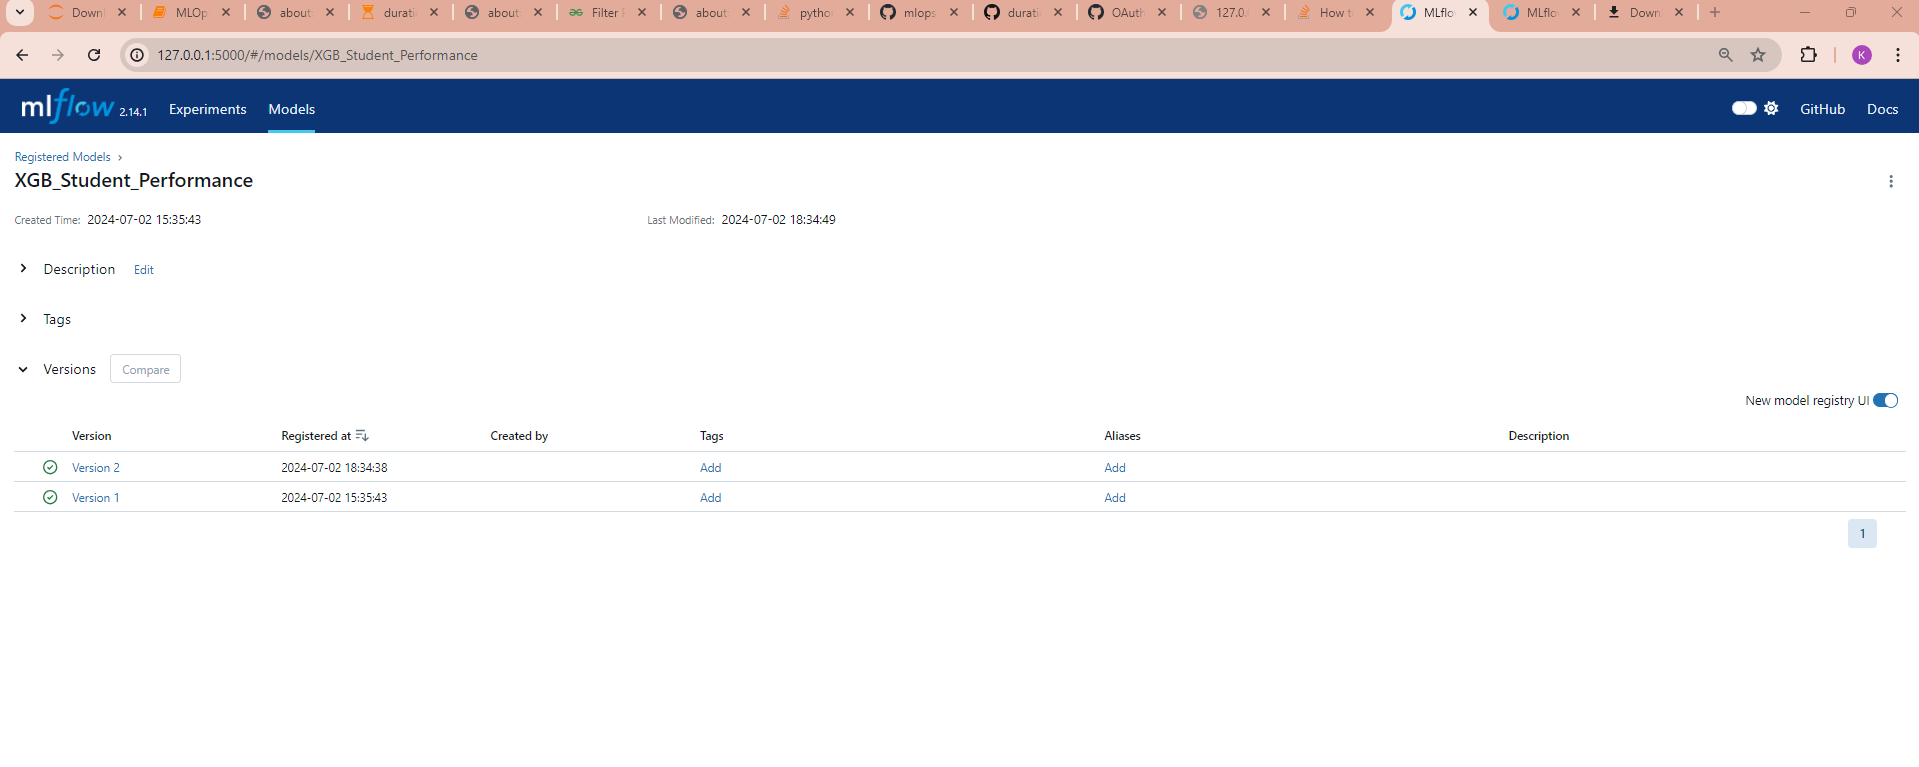 Downl MLOp about: durati about: Filter F about: pythor mlops durati OAuth 127.0. How to MLflo MLflo Down
127.0.0.1:5000/#/models/XGB_Student_Performance K
mlflow 2.14.1 Experiments Models GitHub Docs
Registered Models ›
XGB_Student_Performance
Created Time: 2024-07-02 15:35:43 Last Modified: 2024-07-02 18:34:49
Description Edit
Tags
Versions Compare
New model registry UI
Version Registered at Created by Tags Aliases Description
Version 2 2024-07-02 18:34:38 Add Add
Version 1 2024-07-02 15:35:43 Add Add
1